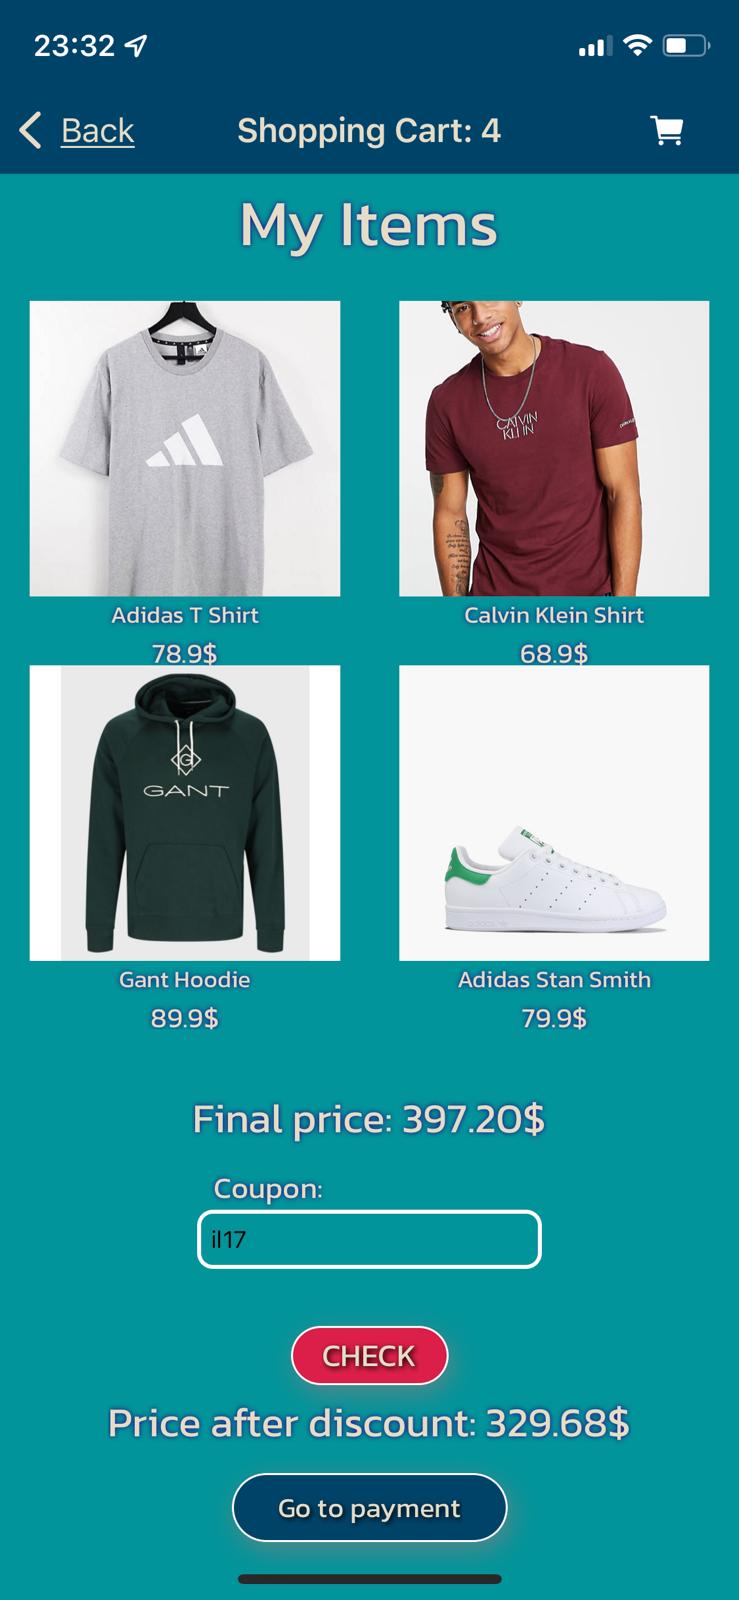 23:32
Back
Shopping Cart: 4
My Items
CALVIN
KLEIN
Adidas T Shirt
Calvin Klein Shirt
78.9$
68.9$
G
GANT
Gant Hoodie
Adidas Stan Smith
89.9$
79.9$
Final price: 397.20$
Coupon:
il17
CHECK
Price after discount: 329.68$
Go to payment